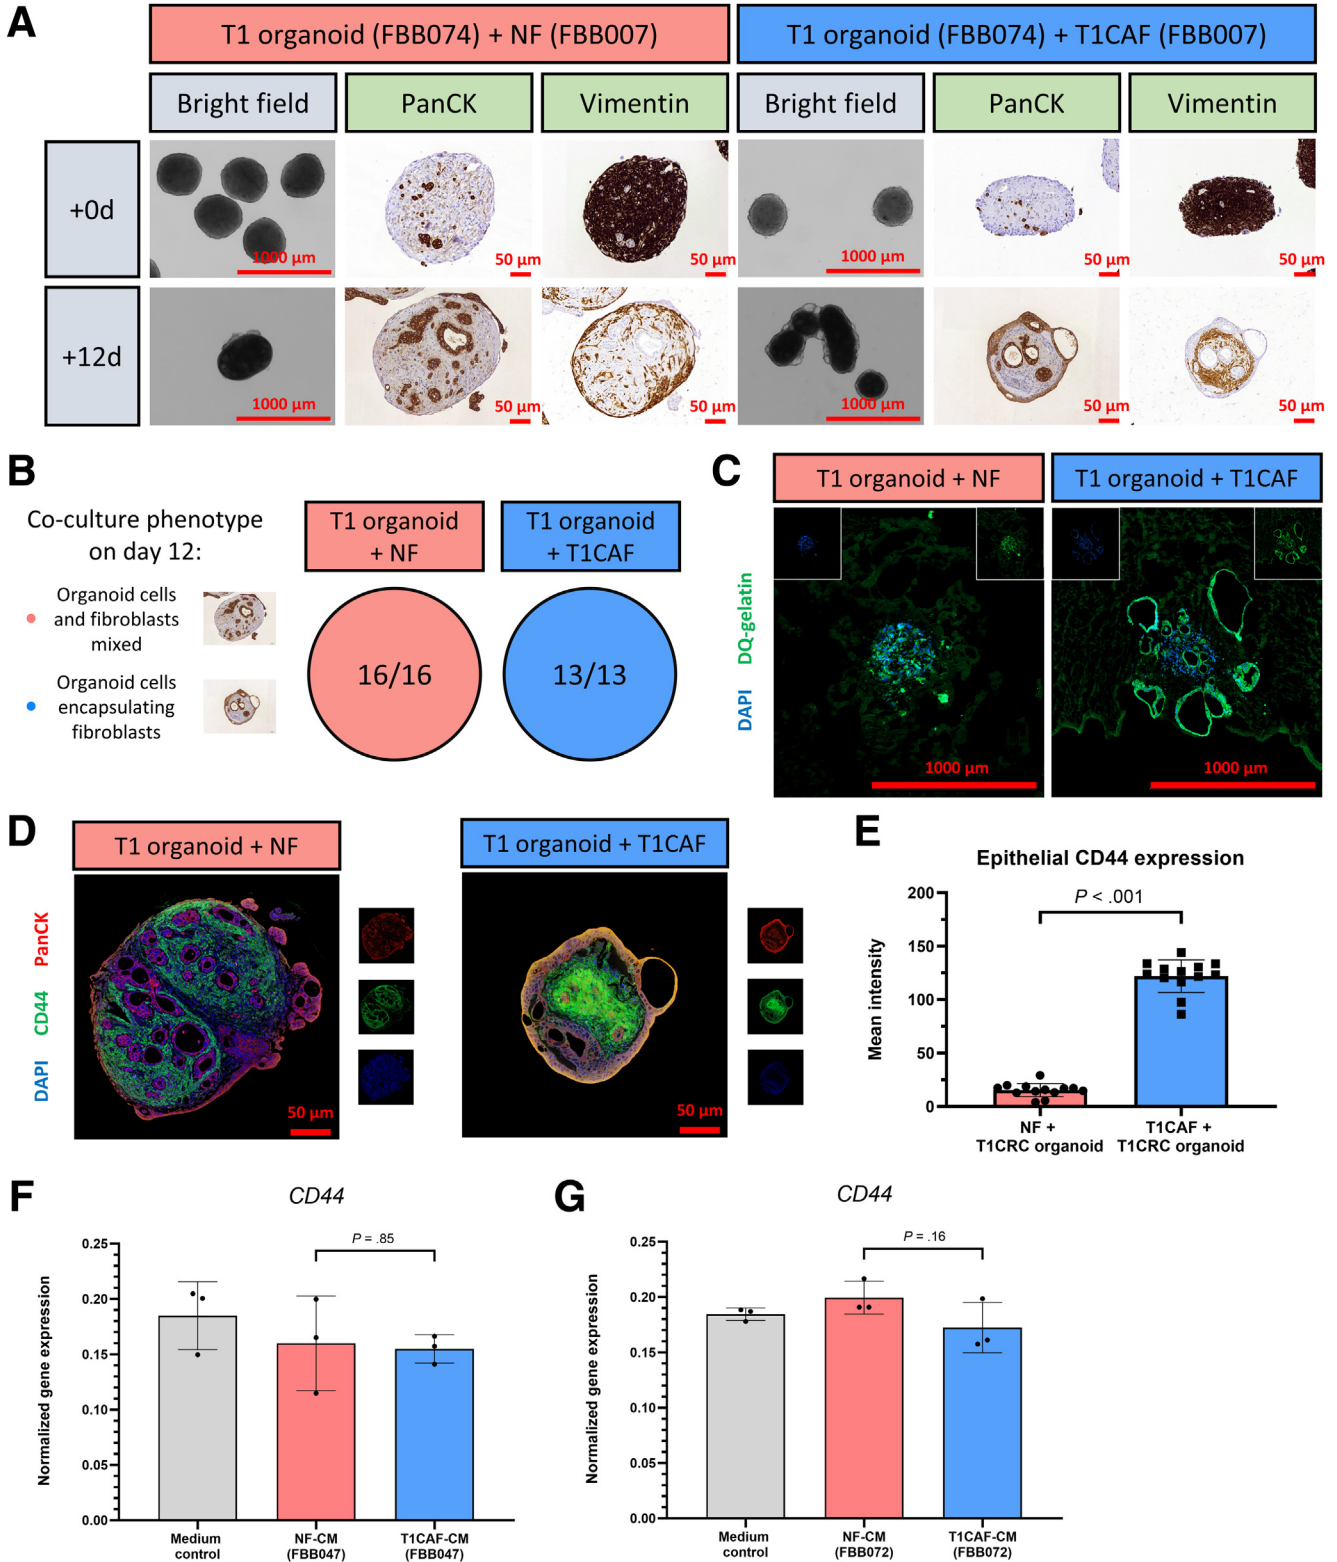 A
T1 organoid (FBB074) + NF (FBB007)
T1 organoid (FBB074) + T1CAF (FBB007)
Bright field
PanCK
Vimentin
Bright field
PanCK
Vimentin
+0d
1000 µm
50 µm
50 µm
1000 µm
50 µm
50 µm
+12d
1000 µm
50 µm
50 µm
1000 µm
50 µm
50 µm
B
Co-culture phenotype
on day 12:
Organoid cells
and fibroblasts
mixed
Organoid cells
encapsulating
fibroblasts
T1 organoid
+ NF
T1 organoid
+ T1CAF
16/16
13/13
C
T1 organoid + NF
T1 organoid + T1CAF
DAPI DQ-gelatin
1000 µm
1000 µm
D
T1 organoid + NF
T1 organoid + T1CAF
DAPI CD44 PanCK
50 µm
50 µm
E
Epithelial CD44 expression
P < .001
Mean intensity
200
150
100
50
0
NF +
T1CRC organoid
T1CAF +
T1CRC organoid
F
CD44
P = .85
Normalized gene expression
0.25
0.20
0.15
0.10
0.05
0.00
Medium
control
NF-CM
(FBB047)
T1CAF-CM
(FBB047)
G
CD44
P = .16
Normalized gene expression
0.25
0.20
0.15
0.10
0.05
0.00
Medium
control
NF-CM
(FBB072)
T1CAF-CM
(FBB072)